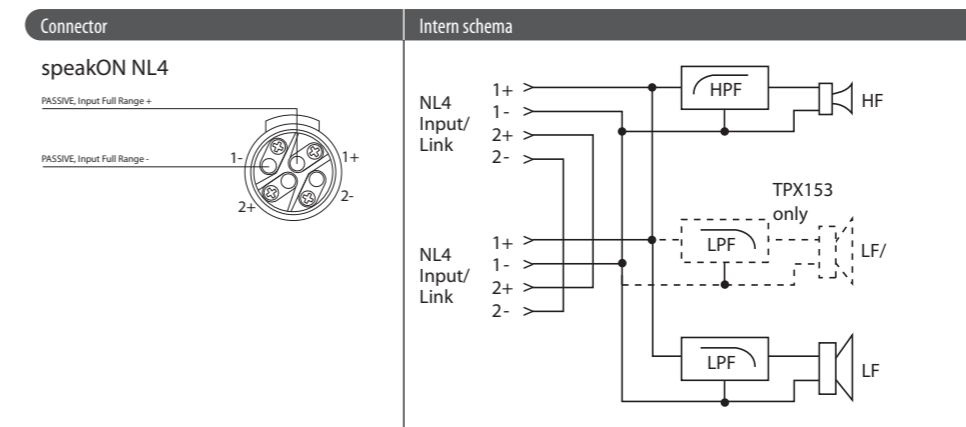 Connector
Intern schema
speakON NL4
PASSIVE, Input Full Range +
PASSIVE, Input Full Range -
1-
1+
2+
2-
NL4
Input/
Link
1+
1-
2+
2-
HPF
HF
TPX153
only
NL4
Input/
Link
1+
1-
2+
2-
LPF
LF/
LPF
LF